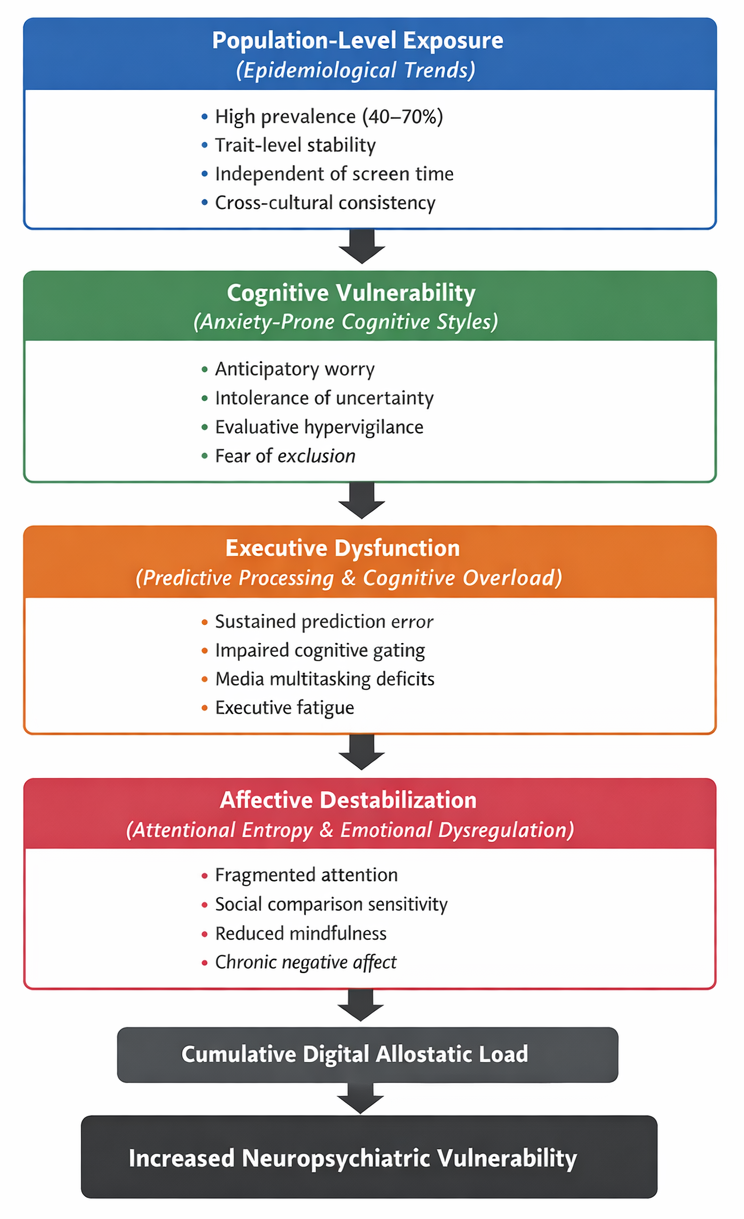 Population-Level Exposure
(Epidemiological Trends)
• High prevalence (40–70%)
• Trait-level stability
• Independent of screen time
• Cross-cultural consistency
Cognitive Vulnerability
(Anxiety-Prone Cognitive Styles)
• Anticipatory worry
• Intolerance of uncertainty
• Evaluative hypervigilance
• Fear of exclusion
Executive Dysfunction
(Predictive Processing & Cognitive Overload)
• Sustained prediction error
• Impaired cognitive gating
• Media multitasking deficits
• Executive fatigue
Affective Destabilization
(Attentional Entropy & Emotional Dysregulation)
• Fragmented attention
• Social comparison sensitivity
• Reduced mindfulness
• Chronic negative affect
Cumulative Digital Allostatic Load
Increased Neuropsychiatric Vulnerability